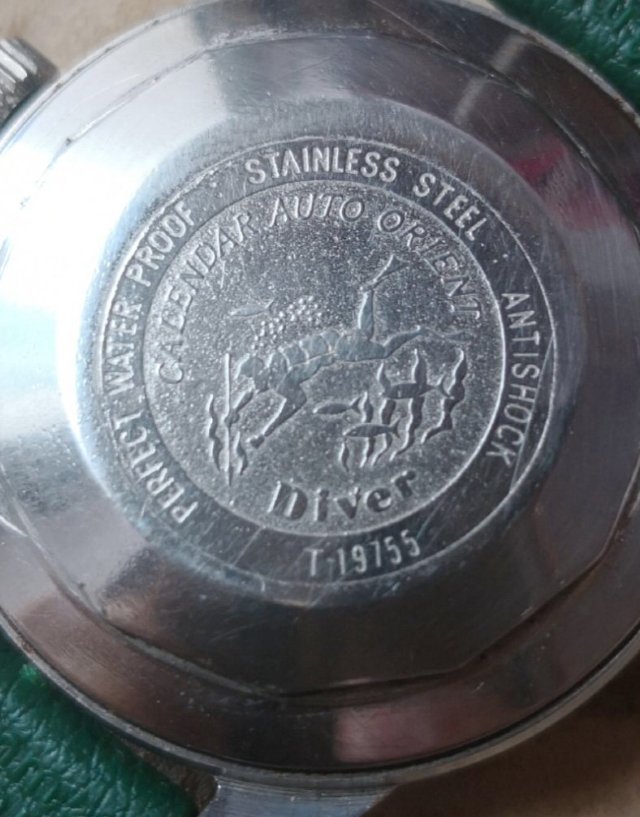 PERFECT WATER PROOF STAINLESS STEEL ANTISHOCK
CALENDAR AUTO ORIENT
Diver
T-19755